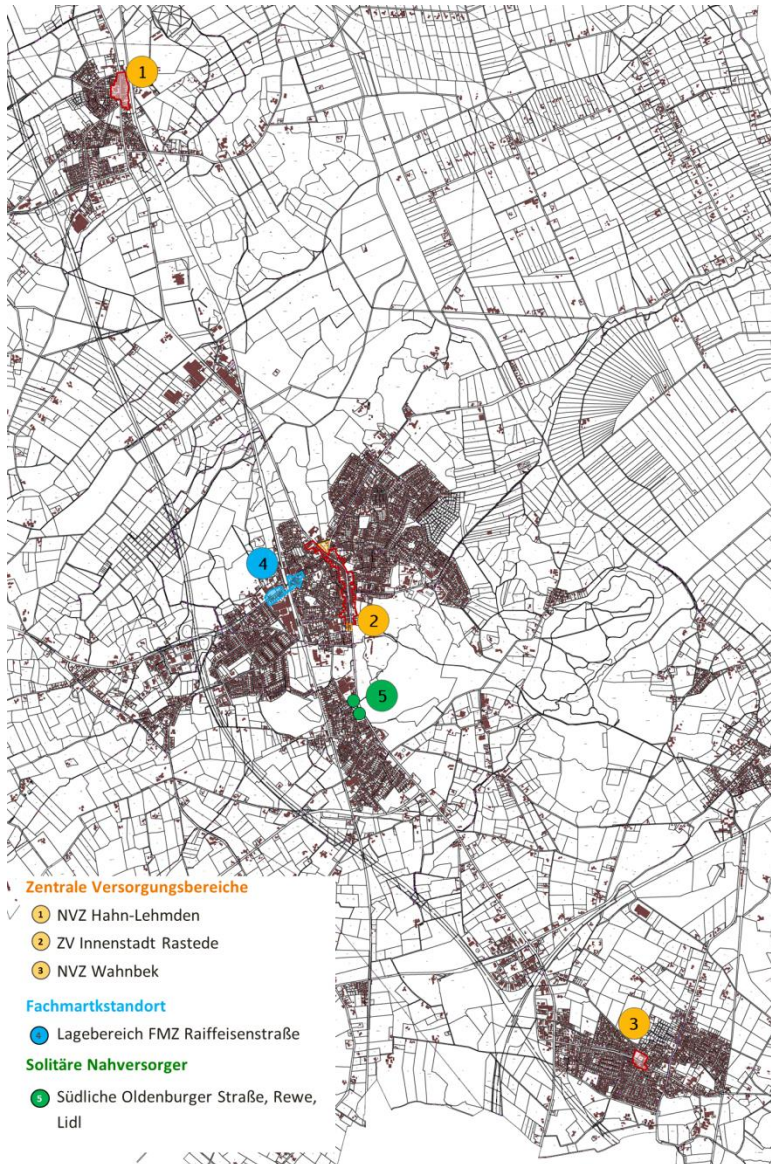 1
4
2
5
3
Zentrale Versorgungsbereiche
1 NVZ Hahn-Lehmden
2 ZV Innenstadt Rastede
3 NVZ Wahnbek
Fachmarktstandort
4 Lagebereich FMZ Raiffeisenstraße
Solitäre Nahversorger
5 Südliche Oldenburger Straße, Rewe,
Lidl